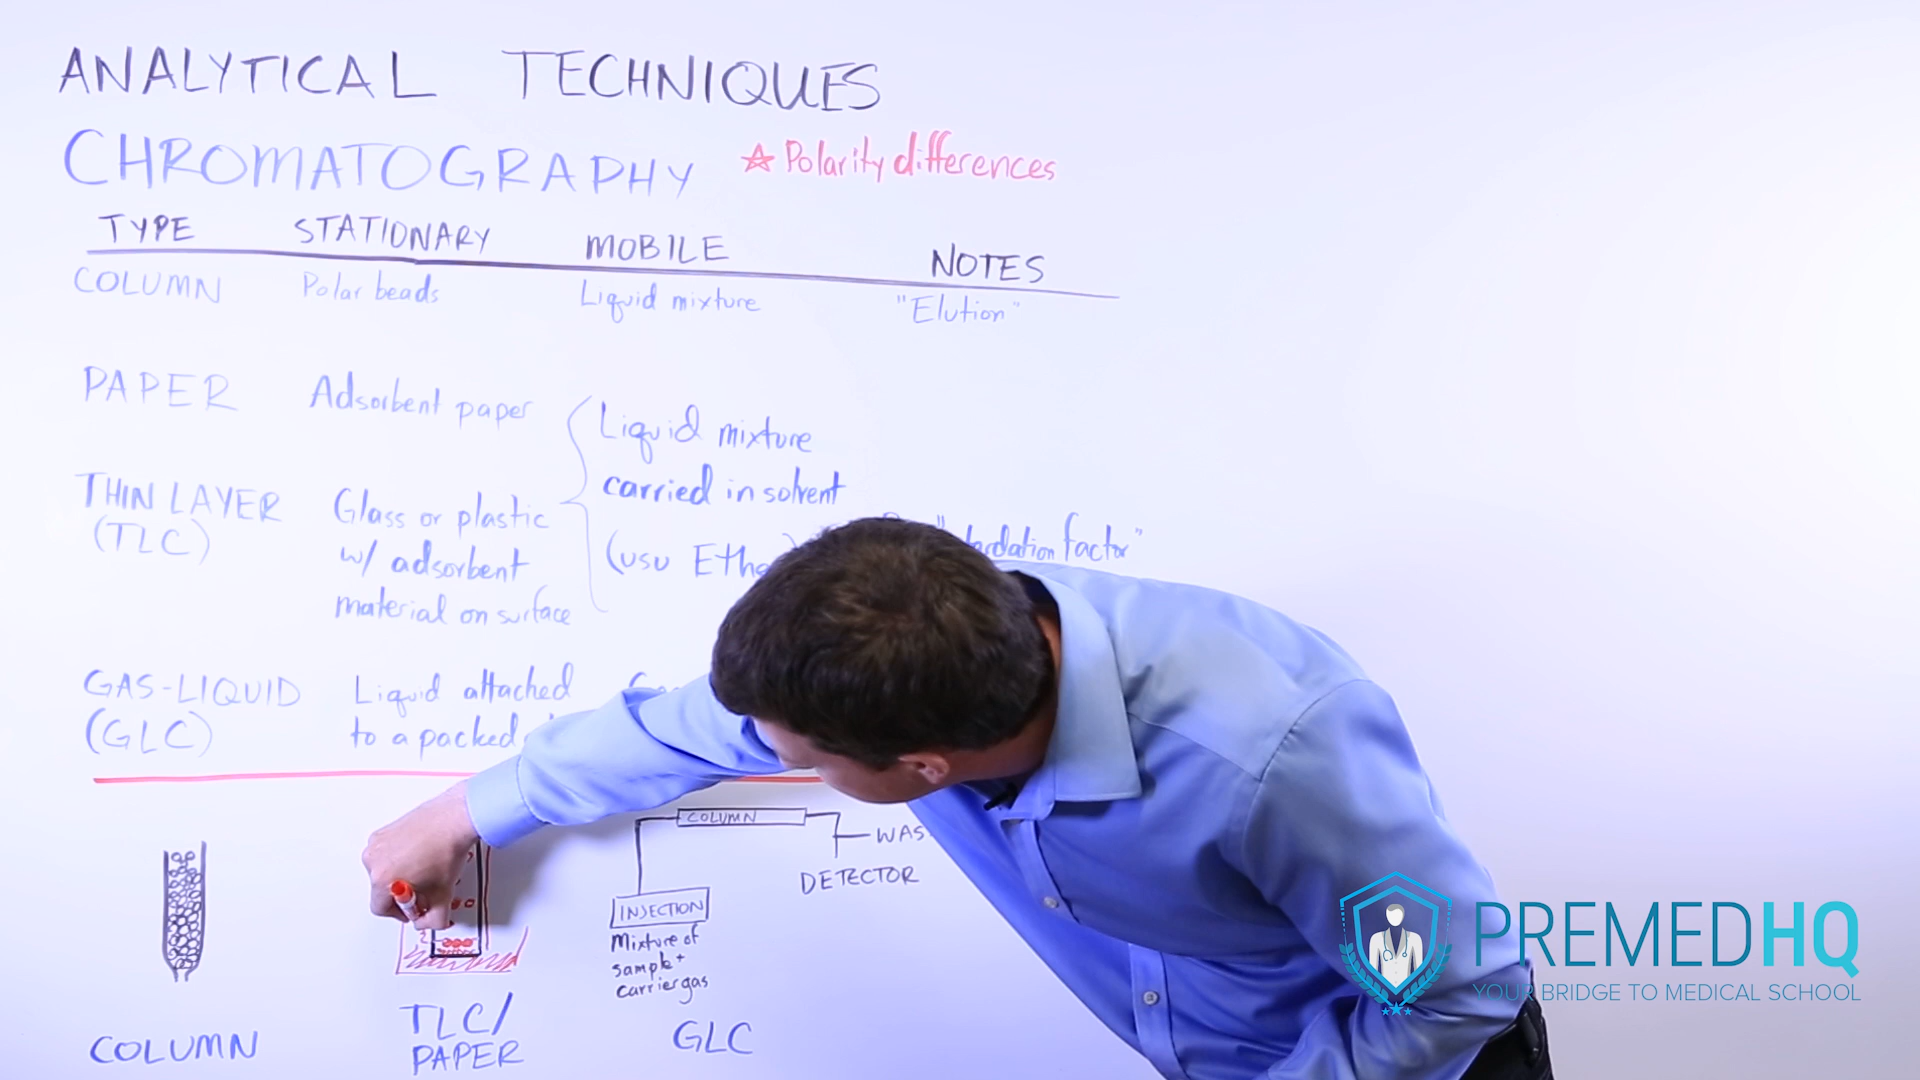 ANALYTICAL TECHNIQUES
CHROMATOGRAPHY ☆ Polarity differences
TYPE STATIONARY MOBILE NOTES
COLUMN Polar beads Liquid mixture "Elution"
PAPER Adsorbent paper Liquid mixture
carried in solvent
THIN LAYER Glass or plastic
(TLC) w/ adsorbent (usu factor"
material on surface
GAS-LIQUID Liquid attached
(GLC) to a packed
COLUMN
DETECTOR
INJECTION
Mixture of
sample +
carrier gas
COLUMN
TLC/
PAPER
GLC
PREMEDHQ
YOUR BRIDGE TO MEDICAL SCHOOL